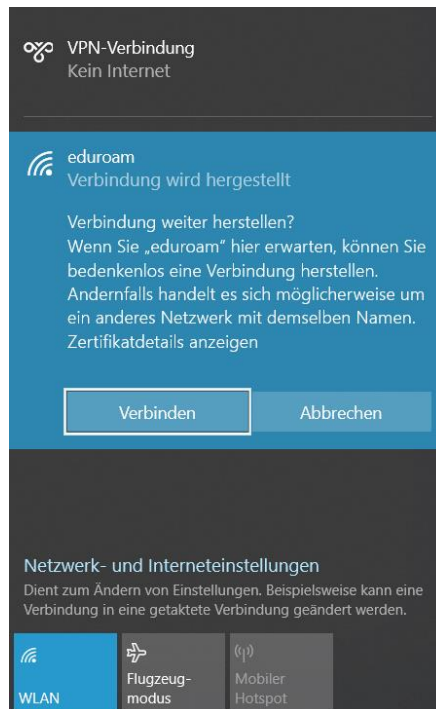 VPN-Verbindung
Kein Internet
eduroam
Verbindung wird hergestellt
Verbindung weiter herstellen?
Wenn Sie „eduroam“ hier erwarten, können Sie
bedenkenlos eine Verbindung herstellen.
Andernfalls handelt es sich möglicherweise um
ein anderes Netzwerk mit demselben Namen.
Zertifikatdetails anzeigen
Verbinden
Abbrechen
Netzwerk- und Interneteinstellungen
Dient zum Ändern von Einstellungen. Beispielsweise kann eine
Verbindung in eine getaktete Verbindung geändert werden.
WLAN
Flugzeug-
modus
Mobiler
Hotspot